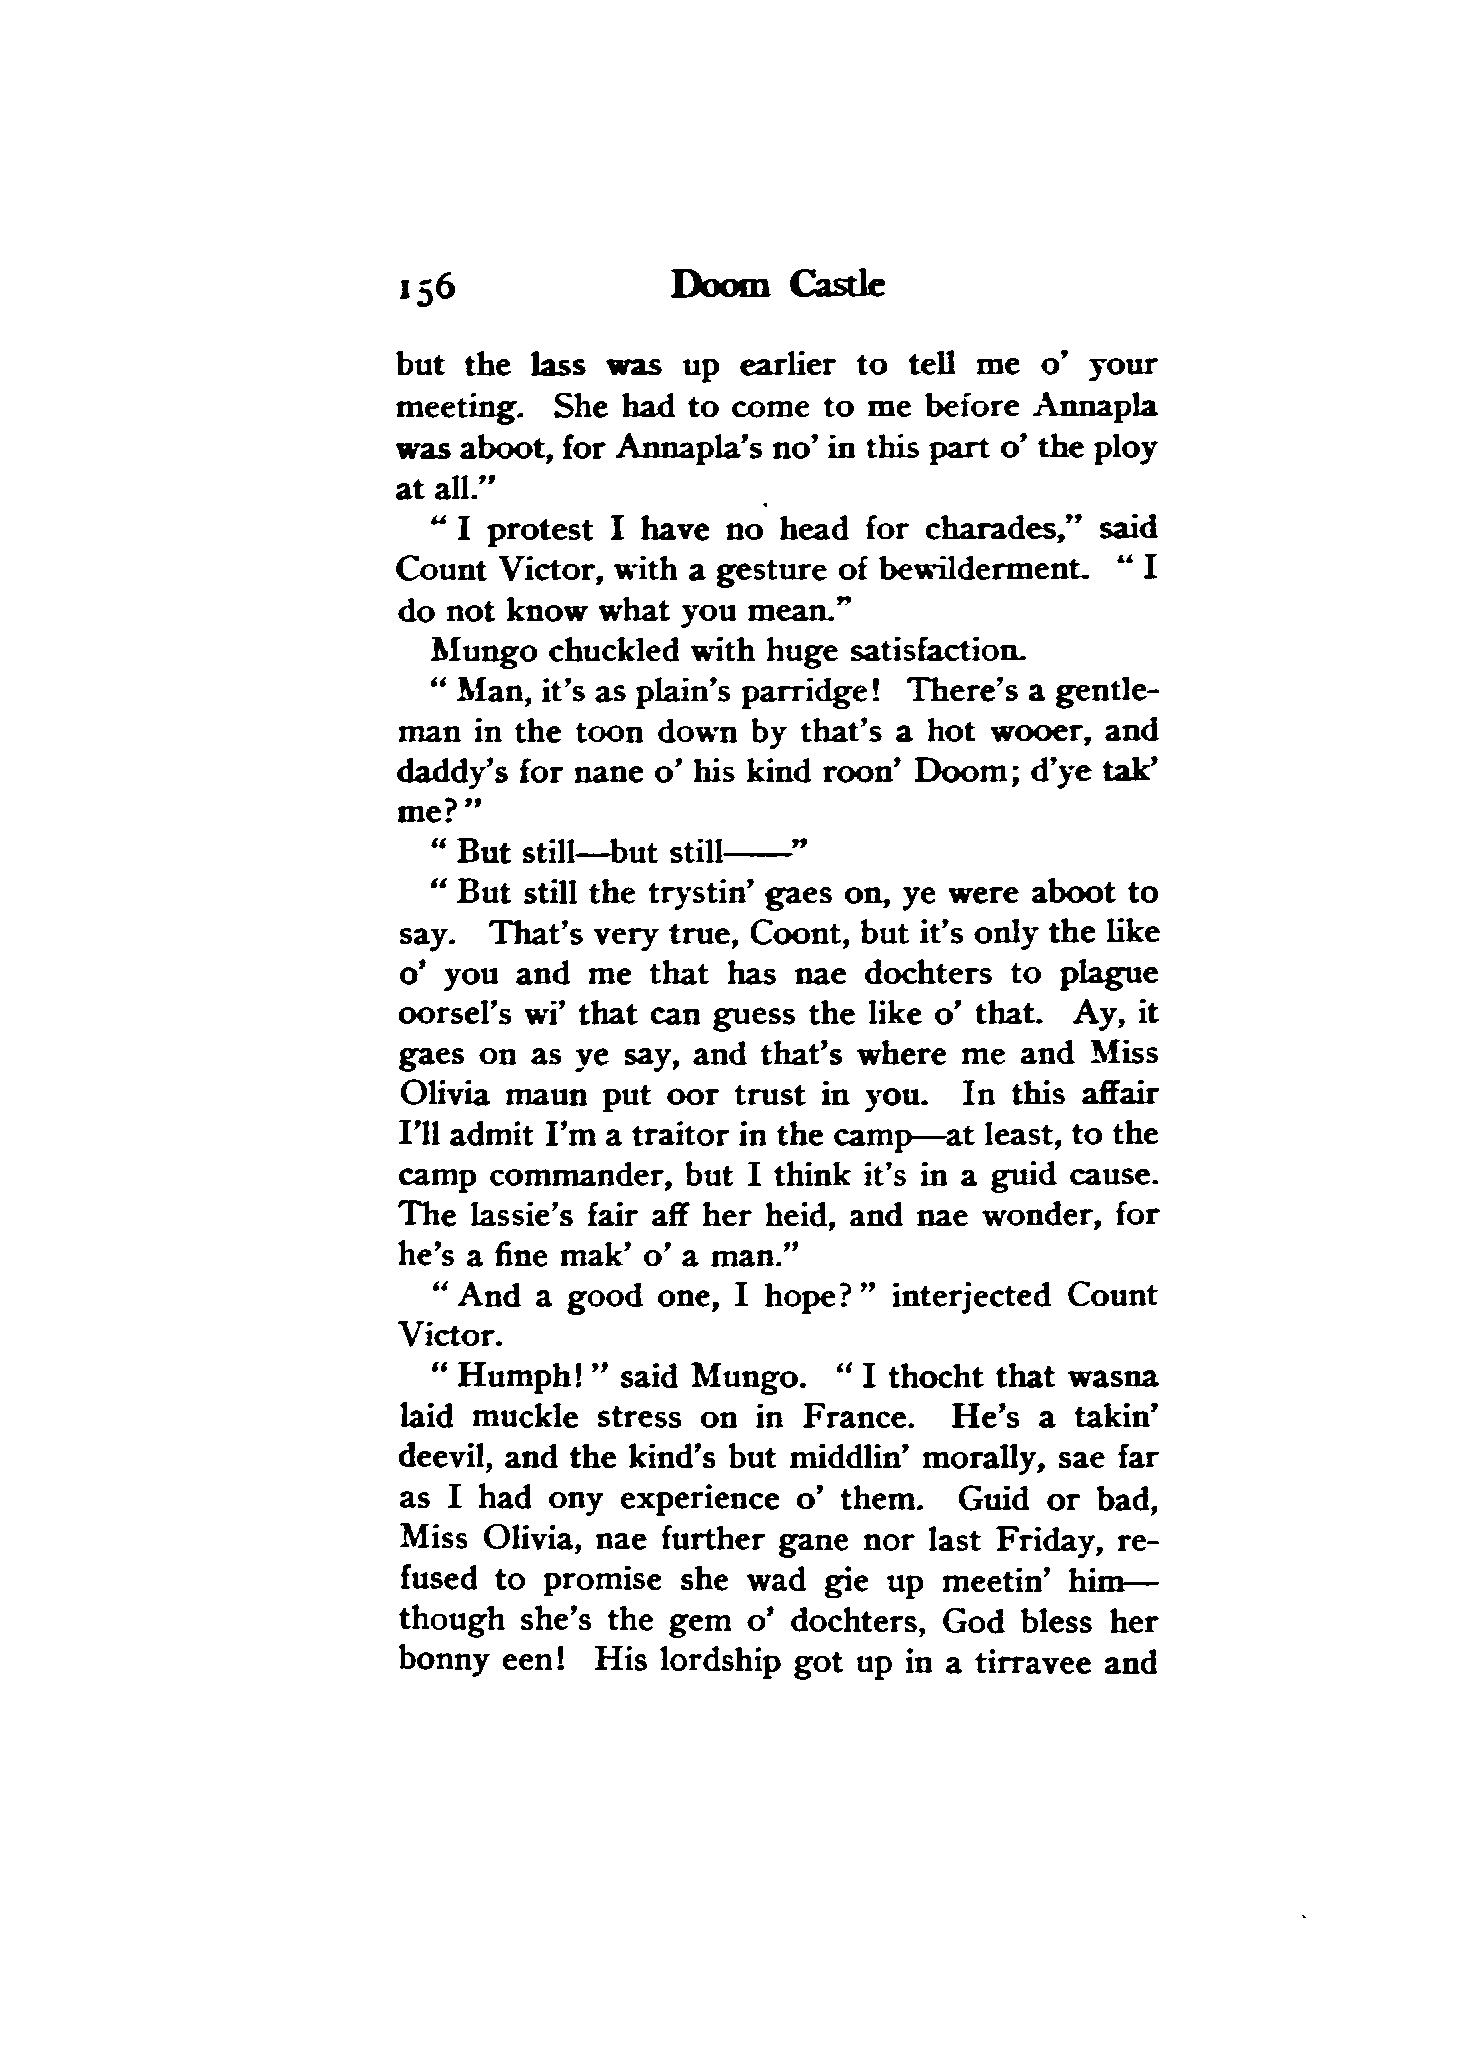 156 Doom Castle
but the lass was up earlier to tell me o' your
meeting. She had to come to me before Annapla
was aboot, for Annapla's no' in this part o' the ploy
at all."
"I protest I have no head for charades," said
Count Victor, with a gesture of bewilderment. "I
do not know what you mean."
Mungo chuckled with huge satisfaction.
"Man, it's as plain's parridge! There's a gentle-
man in the toon down by that's a hot wooer, and
daddy's for nane o' his kind roon' Doom; d'ye tak'
me?"
"But still—but still——"
"But still the trystin' gaes on, ye were aboot to
say. That's very true, Coont, but it's only the like
o' you and me that has nae dochters to plague
oorsel's wi' that can guess the like o' that. Ay, it
gaes on as ye say, and that's where me and Miss
Olivia maun put oor trust in you. In this affair
I'll admit I'm a traitor in the camp—at least, to the
camp commander, but I think it's in a guid cause.
The lassie's fair aff her heid, and nae wonder, for
he's a fine mak' o' a man."
"And a good one, I hope?" interjected Count
Victor.
"Humph!" said Mungo. "I thocht that wasna
laid muckle stress on in France. He's a takin'
deevil, and the kind's but middlin' morally, sae far
as I had ony experience o' them. Guid or bad,
Miss Olivia, nae further gane nor last Friday, re-
fused to promise she wad gie up meetin' him—
though she's the gem o' dochters, God bless her
bonny een! His lordship got up in a tirravee and